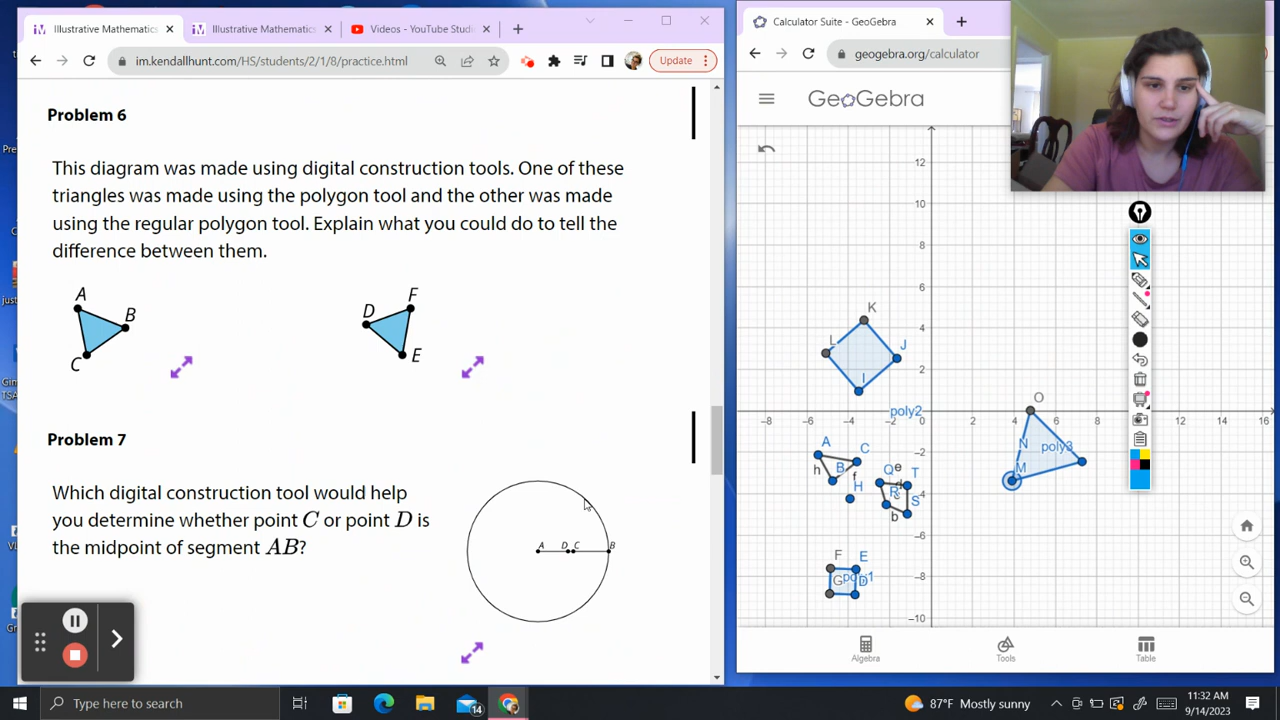 Illustrative Mathematics
Illustrative Mathematics
Videos - YouTube Studi
Calculator Suite - GeoGebra
im.kendallhunt.com/HS/students/2/1/8/practice.html
Update
geogebra.org/calculator
GeoGebra
Problem 6
This diagram was made using digital construction tools. One of these
triangles was made using the polygon tool and the other was made
using the regular polygon tool. Explain what you could do to tell the
difference between them.
A
B
C
D
F
E
Problem 7
Which digital construction tool would help
you determine whether point C or point D is
the midpoint of segment AB?
A D C B
12
10
8
6
4
2
K
L
J
I
poly2
O
−8 −6 −4 −2 0 2 4 6 8 12 14 16
N
poly3
M
−2
A
C
B
h
f
H
−4
Q
e
T
d
R
S
b
−6
F
E
G
poly1
D
−8
−10
Algebra
Tools
Table
Type here to search
14
87°F Mostly sunny
11:32 AM
9/14/2023